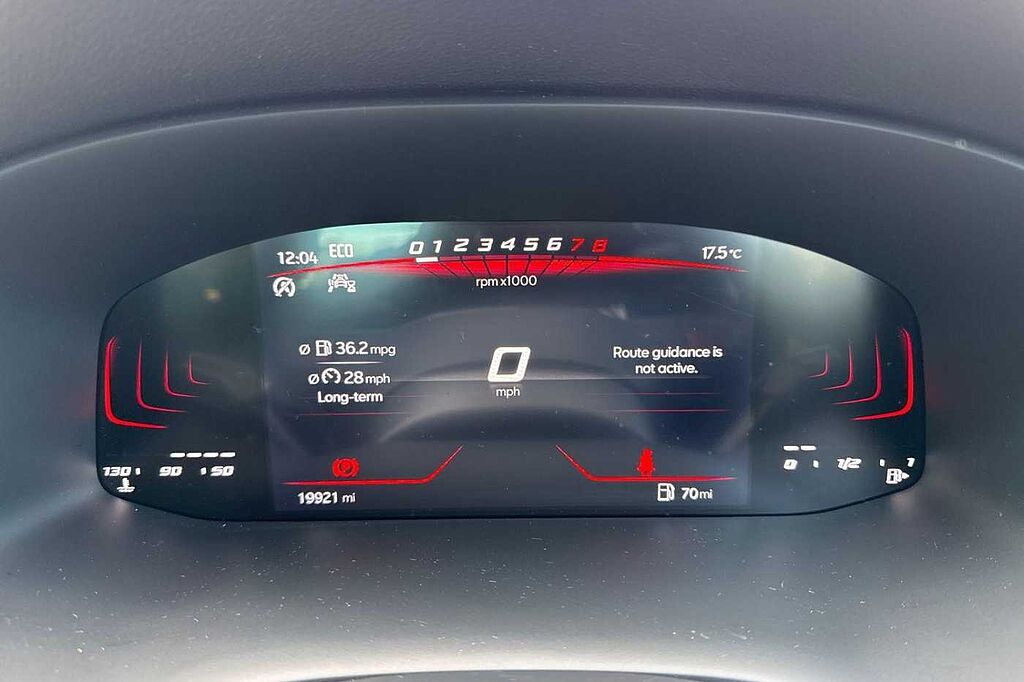 12:04 ECO
0 1 2 3 4 5 6 7 8
17.5°C
rpm x1000
Ø 36.2 mpg
Ø 28 mph
Long-term
0
mph
Route guidance is
not active.
130 90 50
0 1/2 1
19921 mi
70 mi